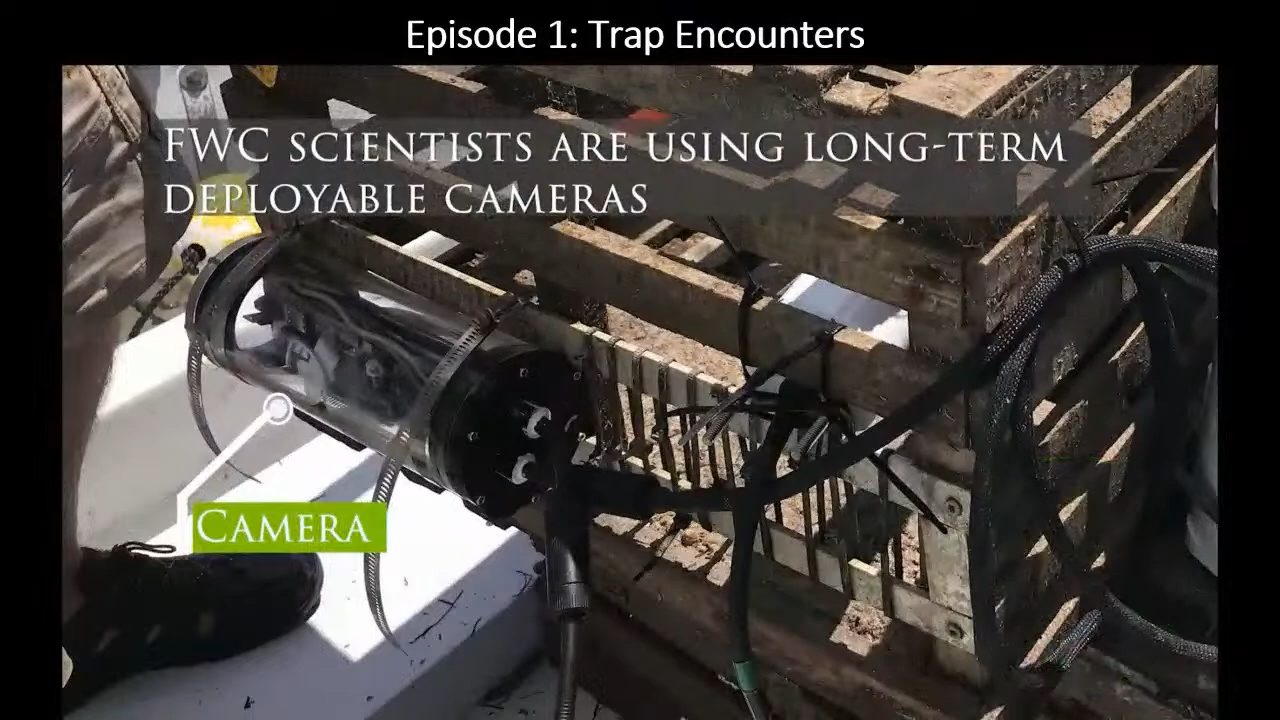 Episode 1: Trap Encounters
FWC SCIENTISTS ARE USING LONG-TERM
DEPLOYABLE CAMERAS
CAMERA